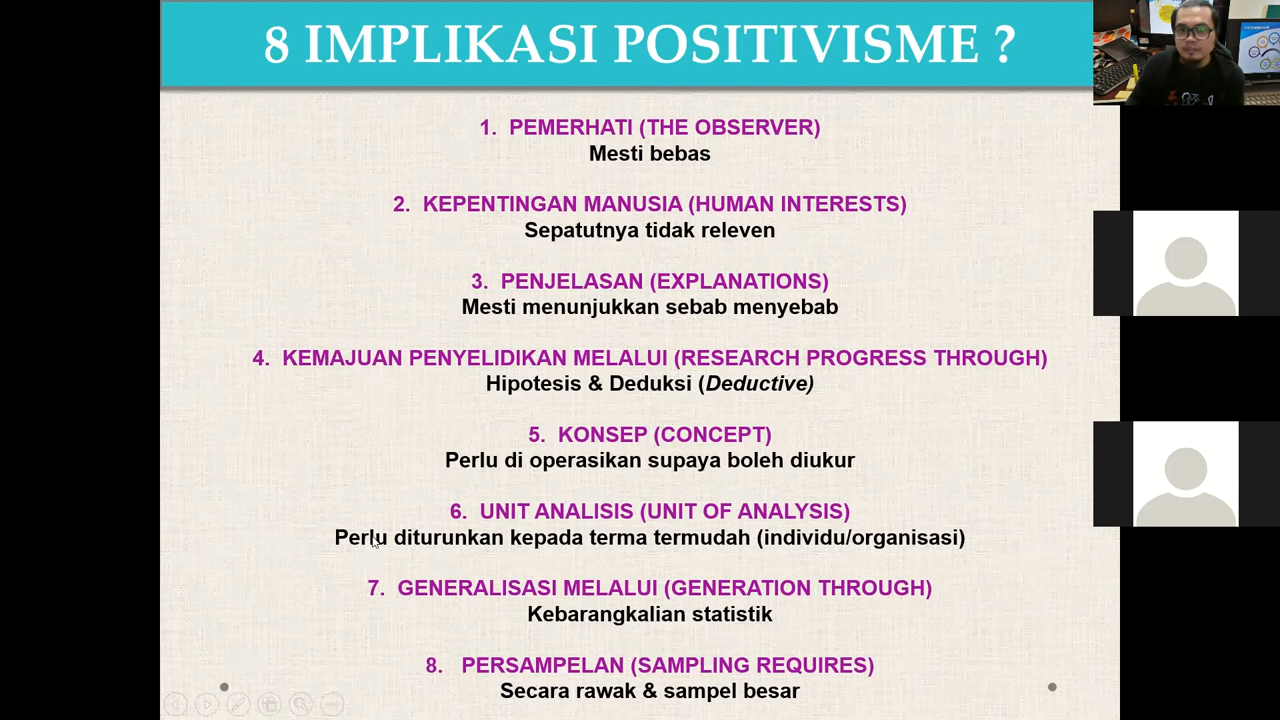 8 IMPLIKASI POSITIVISME ?
1. PEMERHATI (THE OBSERVER)
Mesti bebas
2. KEPENTINGAN MANUSIA (HUMAN INTERESTS)
Sepatutnya tidak releven
3. PENJELASAN (EXPLANATIONS)
Mesti menunjukkan sebab menyebab
4. KEMAJUAN PENYELIDIKAN MELALUI (RESEARCH PROGRESS THROUGH)
Hipotesis & Deduksi (Deductive)
5. KONSEP (CONCEPT)
Perlu di operasikan supaya boleh diukur
6. UNIT ANALISIS (UNIT OF ANALYSIS)
Perlu diturunkan kepada terma termudah (individu/organisasi)
7. GENERALISASI MELALUI (GENERATION THROUGH)
Kebarangkalian statistik
8. PERSAMPELAN (SAMPLING REQUIRES)
Secara rawak & sampel besar